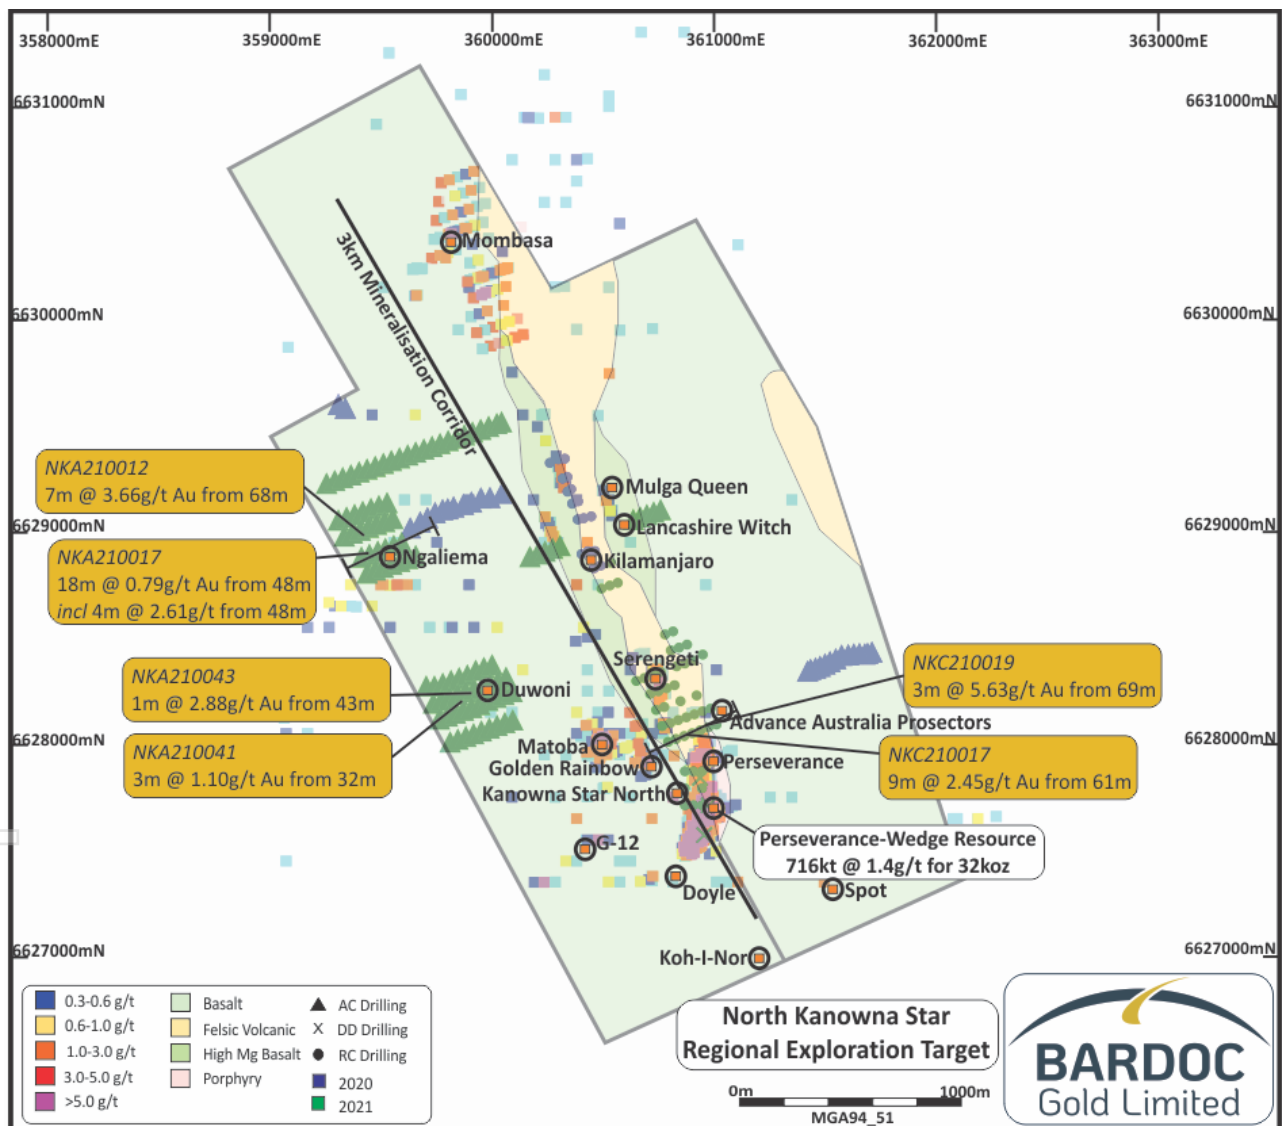 358000mE
359000mE
360000mE
361000mE
362000mE
363000mE
6631000mN
6631000mN
Mombasa
3km Mineralisation Corridor
6630000mN
6630000mN
NKA210012
7m @ 3.66g/t Au from 68m
Mulga Queen
6629000mN
Lancashire Witch
6629000mN
NKA210017
18m @ 0.79g/t Au from 48m
incl 4m @ 2.61g/t from 48m
Ngaliema
Kilamanjaro
Serengeti
NKC210019
3m @ 5.63g/t Au from 69m
NKA210043
1m @ 2.88g/t Au from 43m
Duwoni
Advance Australia Prosectors
6628000mN
6628000mN
NKA210041
3m @ 1.10g/t Au from 32m
Matoba
Golden Rainbow
Perseverance
NKC210017
9m @ 2.45g/t Au from 61m
Kanowna Star North
G-12
Perseverance-Wedge Resource
716kt @ 1.4g/t for 32koz
Doyle
Spot
6627000mN
Koh-I-Nor
6627000mN
0.3-0.6 g/t
0.6-1.0 g/t
1.0-3.0 g/t
3.0-5.0 g/t
>5.0 g/t
Basalt
Felsic Volcanic
High Mg Basalt
Porphyry
AC Drilling
DD Drilling
RC Drilling
2020
2021
North Kanowna Star
Regional Exploration Target
0m
1000m
MGA94_51
BARDOC
Gold Limited